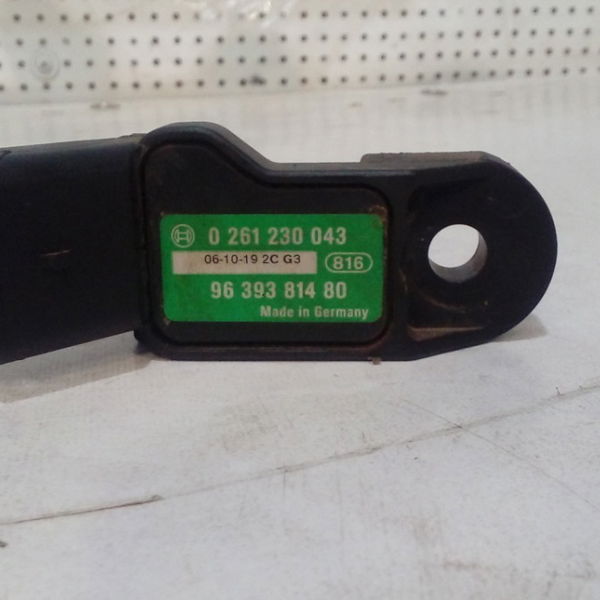 0 261 230 043
06-10-19 2C G3 816
96 393 814 80
Made in Germany